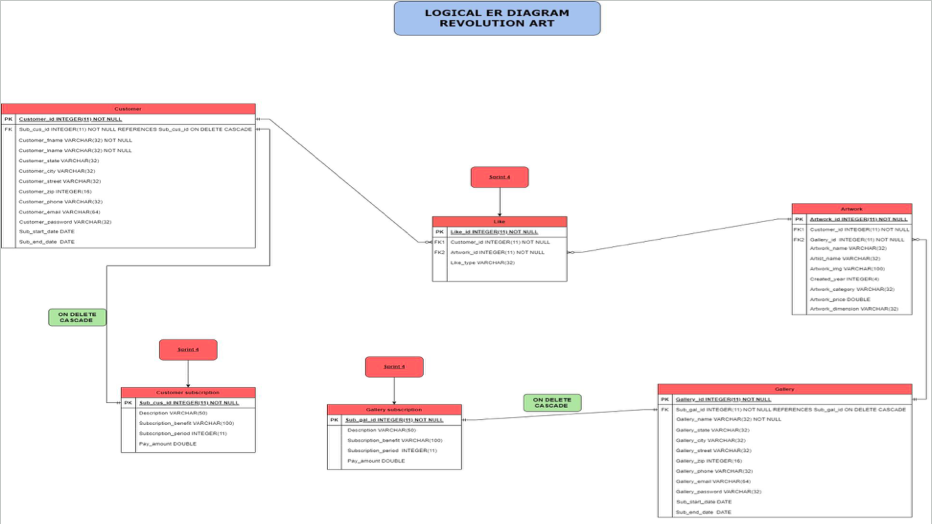 LOGICAL ER DIAGRAM
REVOLUTION ART
Customer
PK Customer_id INTEGER(11) NOT NULL
FK Sub_cus_id INTEGER(11) NOT NULL REFERENCES Sub_cus_id ON DELETE CASCADE
Customer_fname VARCHAR(32) NOT NULL
Customer_lname VARCHAR(32) NOT NULL
Customer_state VARCHAR(32)
Customer_city VARCHAR(32)
Customer_street VARCHAR(32)
Customer_zip INTEGER(16)
Customer_phone VARCHAR(32)
Customer_email VARCHAR(64)
Customer_password VARCHAR(32)
Sub_start_date DATE
Sub_end_date DATE
Sprint 4
Like
PK Like_id INTEGER(11) NOT NULL
FK1 Customer_id INTEGER(11) NOT NULL
FK2 Artwork_id INTEGER(11) NOT NULL
Like_type VARCHAR(32)
Artwork
PK Artwork_id INTEGER(11) NOT NULL
FK1 Customer_id INTEGER(11) NOT NULL
FK2 Gallery_id INTEGER(11) NOT NULL
Artwork_name VARCHAR(32)
Artist_name VARCHAR(32)
Artwork_img VARCHAR(100)
Created_year INTEGER(4)
Artwork_category VARCHAR(32)
Artwork_price DOUBLE
Artwork_dimension VARCHAR(32)
ON DELETE
CASCADE
Customer subscription
PK Sub_cus_id INTEGER(11) NOT NULL
Description VARCHAR(50)
Subscription_benefit VARCHAR(100)
Subscription_period INTEGER(11)
Pay_amount DOUBLE
Gallery subscription
PK Sub_gal_id INTEGER(11) NOT NULL
Description VARCHAR(50)
Subscription_benefit VARCHAR(100)
Subscription_period INTEGER(11)
Pay_amount DOUBLE
ON DELETE
CASCADE
Gallery
PK Gallery_id INTEGER(11) NOT NULL
FK Sub_gal_id INTEGER(11) NOT NULL REFERENCES Sub_gal_id ON DELETE CASCADE
Gallery_name VARCHAR(32) NOT NULL
Gallery_state VARCHAR(32)
Gallery_city VARCHAR(32)
Gallery_street VARCHAR(32)
Gallery_zip INTEGER(16)
Gallery_phone VARCHAR(32)
Gallery_email VARCHAR(64)
Gallery_password VARCHAR(32)
Sub_start_date DATE
Sub_end_date DATE